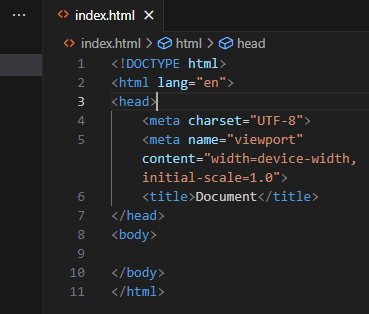 index.html
index.html > html > head
1 <!DOCTYPE html>
2 <html lang="en">
3 <head>
4 <meta charset="UTF-8">
5 <meta name="viewport"
content="width=device-width,
initial-scale=1.0">
6 <title>Document</title>
7 </head>
8 <body>
9
10 </body>
11 </html>